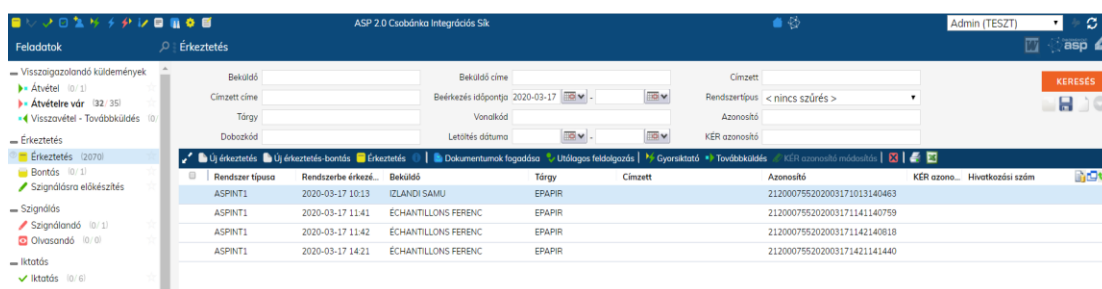 ASP 2.0 Csobánka Integrációs Sík
Admin (TESZT)
Feladatok
Érkeztetés
asp
Visszaigazolandó küldemények
Átvétel (0/1)
Átvételre vár (32/35)
Visszavétel - Továbbküldés (0/
Érkeztetés
Érkeztetés (2070)
Bontás (0/1)
Szignálásra előkészítés
Szignálás
Szignálandó (0/1)
Olvasandó (0/0)
Iktatás
Iktatás (0/6)
Beküldő Beküldő címe Címzett
Címzett címe Beérkezés időpontja 2020-03-17 - Rendszertípus < nincs szűrés >
Tárgy Vonalkód Azonosító
Dobozkód Letöltés dátuma - KÉR azonosító
KERESÉS
Új érkeztetés Új érkeztetés-bontás Érkeztetés Dokumentumok fogadása Utólagos feldolgozás Gyorsiktató Továbbküldés KÉR azonosító módosítás
Rendszer típusa Rendszerbe érkezé... Beküldő Tárgy Címzett Azonosító KÉR azono... Hivatkozási szám
ASPINT1 2020-03-17 10:13 IZLANDI SAMU EPAPIR 212000755202003171013140463
ASPINT1 2020-03-17 11:41 ÉCHANTILLONS FERENC EPAPIR 212000755202003171141140759
ASPINT1 2020-03-17 11:42 ÉCHANTILLONS FERENC EPAPIR 212000755202003171142140818
ASPINT1 2020-03-17 14:21 ÉCHANTILLONS FERENC EPAPIR 212000755202003171421141440